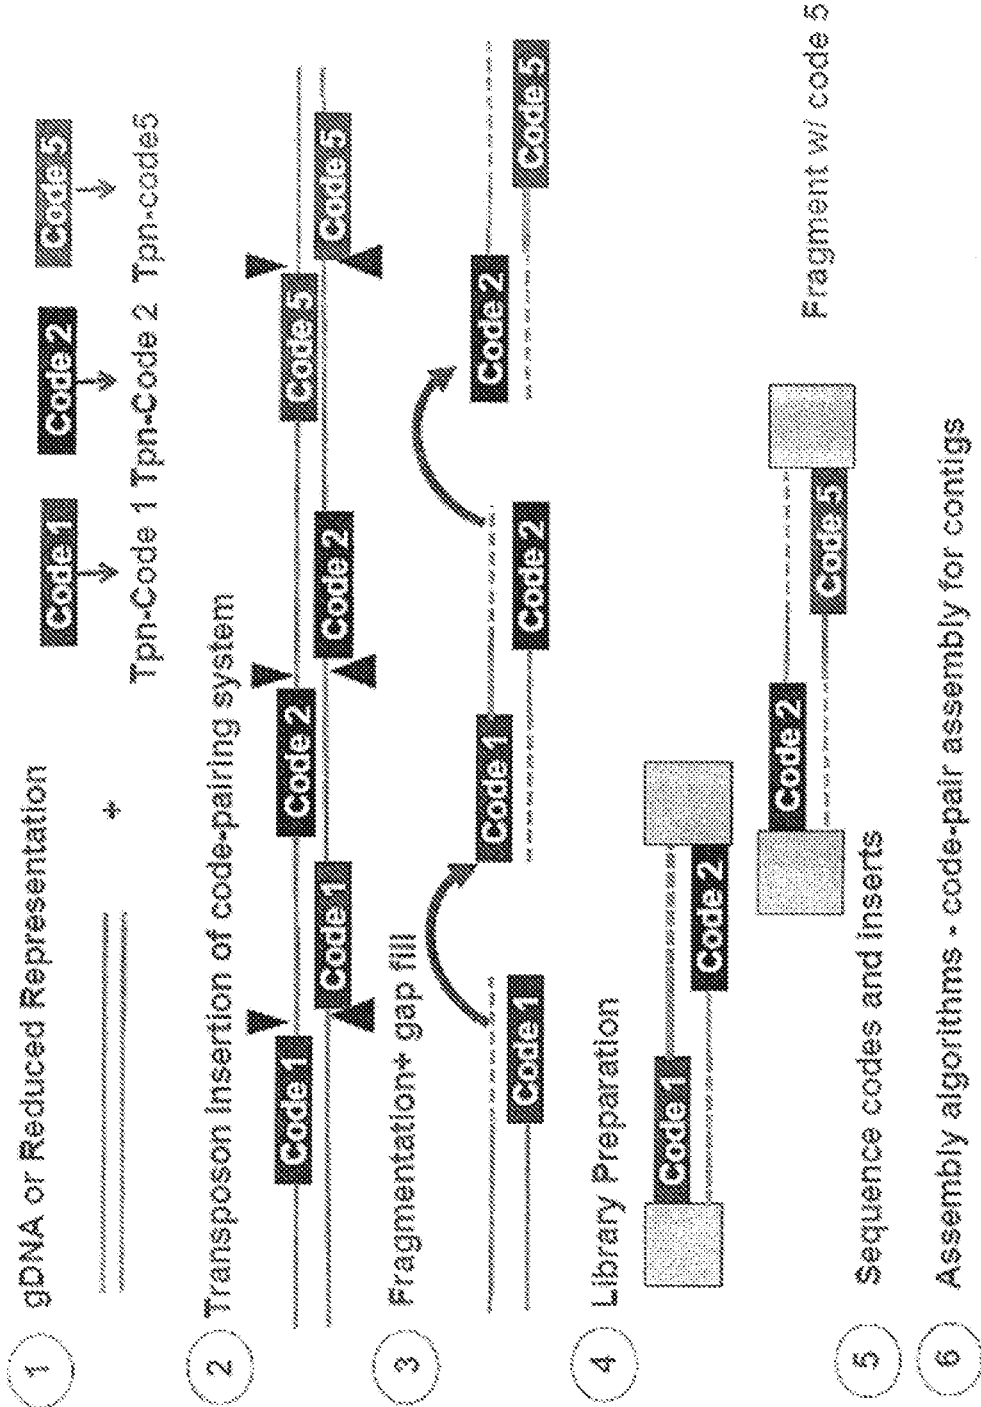 1 gDNA or Reduced Representation
+
Code 1 Code 2 Code 5
Tpn-Code 1 Tpn-Code 2 Tpn-code5
2 Transposon Insertion of code-pairing system
Code 1 Code 2 Code 5
Code 1 Code 2 Code 5
3 Fragmentation+ gap fill
Code 1 Code 2
Code 1 Code 2 Code 5
4 Library Preparation
Code 1
Code 2
Code 2
Code 5
Fragment w/ code 5
5 Sequence codes and inserts
6 Assembly algorithms - code-pair assembly for contigs